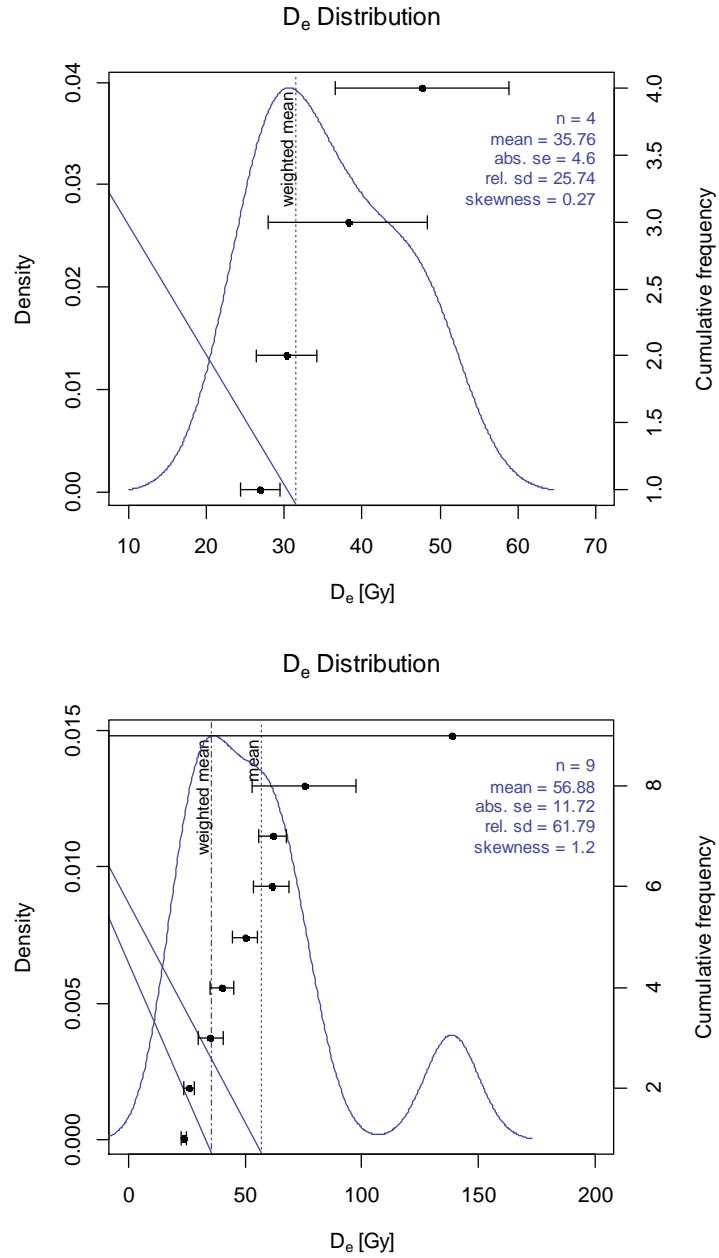 De Distribution
n = 4
mean = 35.76
abs. se = 4.6
rel. sd = 25.74
skewness = 0.27
weighted mean
Density
0.00
0.01
0.02
0.03
0.04
Cumulative frequency
1.0
1.5
2.0
2.5
3.0
3.5
4.0
10 20 30 40 50 60 70
De [Gy]
De Distribution
n = 9
mean = 56.88
abs. se = 11.72
rel. sd = 61.79
skewness = 1.2
weighted mean
mean
Density
0.000
0.005
0.010
0.015
Cumulative frequency
2
4
6
8
0 50 100 150 200
De [Gy]